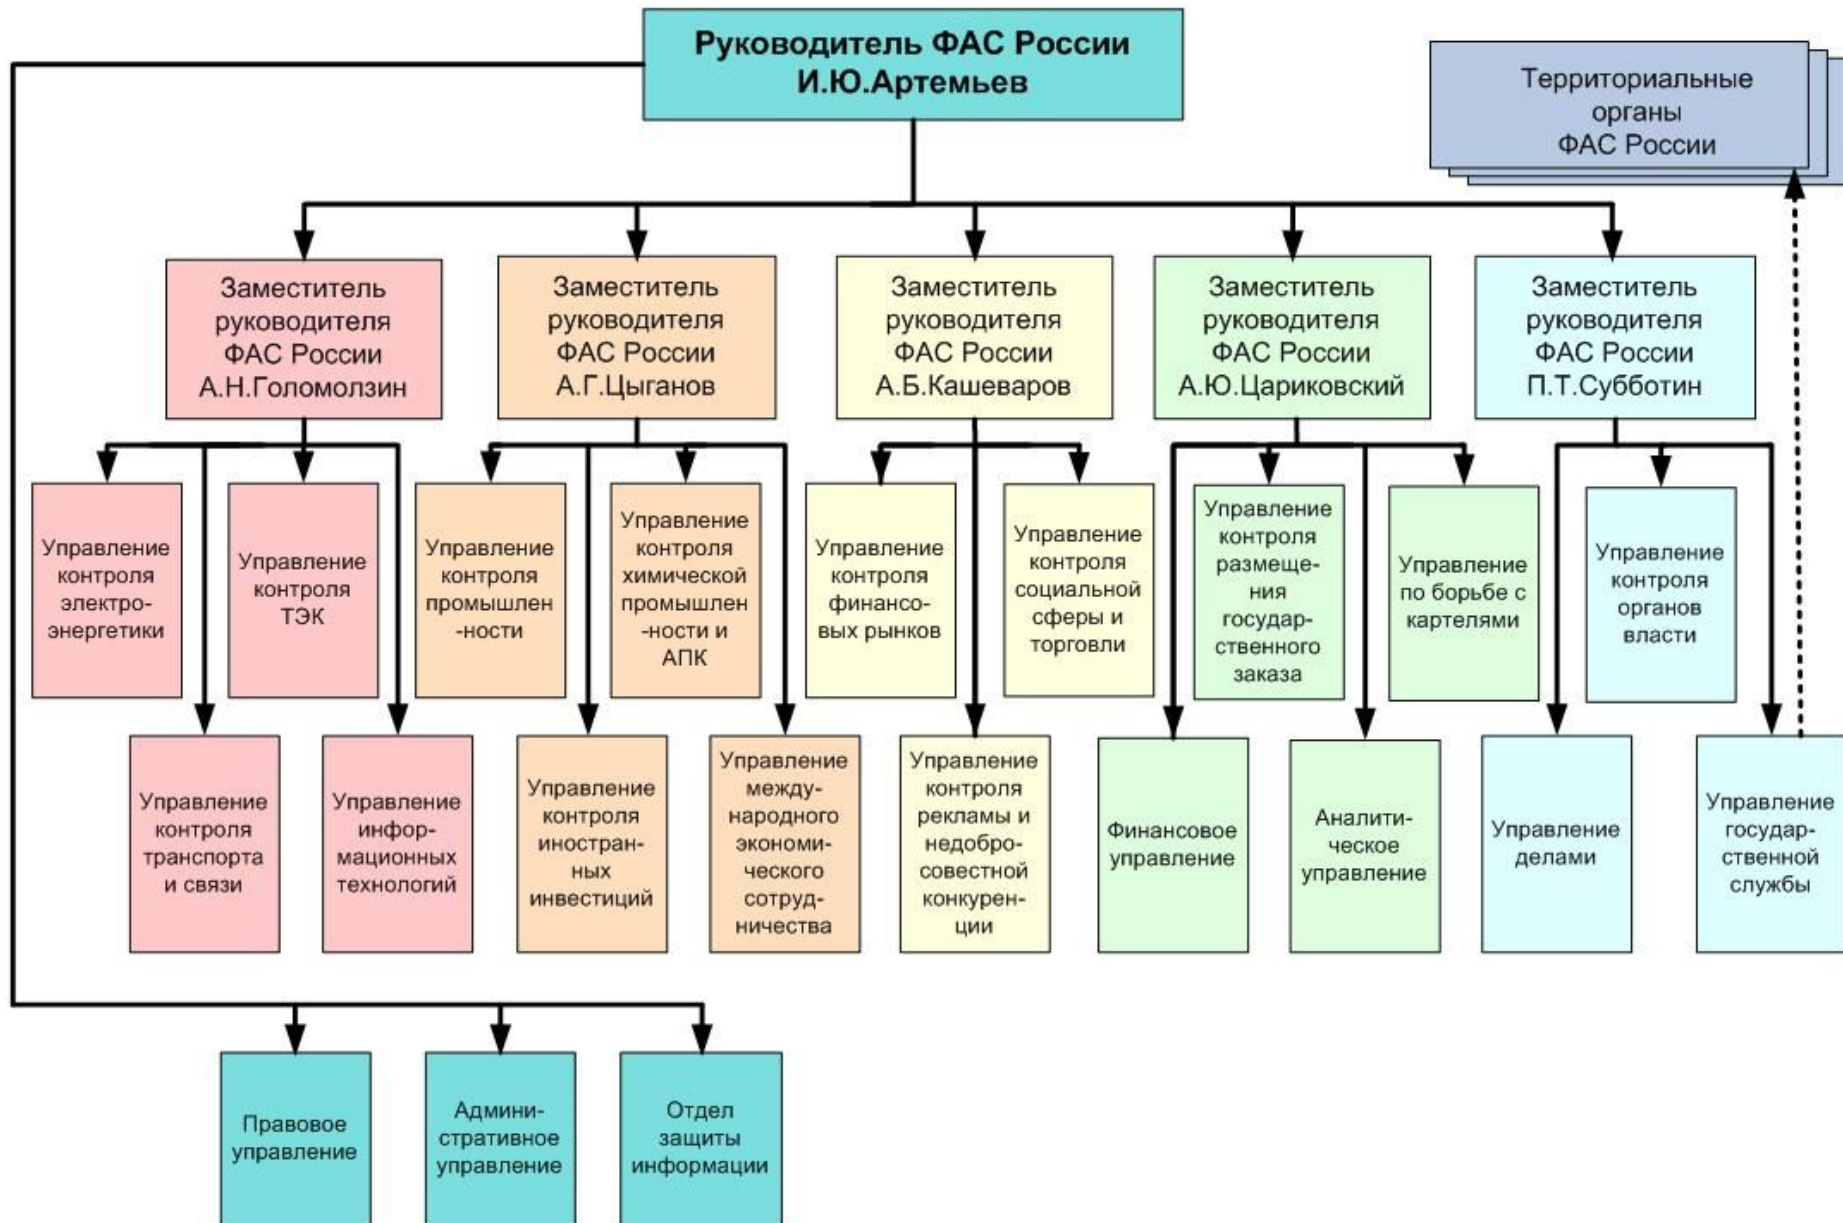 Руководитель ФАС России
И.Ю.Артемьев
Территориальные
органы
ФАС России
Заместитель
руководителя
ФАС России
А.Н.Голомолзин
Заместитель
руководителя
ФАС России
А.Г.Цыганов
Заместитель
руководителя
ФАС России
А.Б.Кашеваров
Заместитель
руководителя
ФАС России
А.Ю.Цариковский
Заместитель
руководителя
ФАС России
П.Т.Субботин
Управление
контроля
электро-
энергетики
Управление
контроля
ТЭК
Управление
контроля
промышлен
-ности
Управление
контроля
химической
промышлен
-ности и
АПК
Управление
контроля
финансо-
вых рынков
Управление
контроля
социальной
сферы и
торговли
Управление
контроля
размеще-
ния
государ-
ственного
заказа
Управление
по борьбе с
картелями
Управление
контроля
органов
власти
Управление
контроля
транспорта
и связи
Управление
инфор-
мационных
технологий
Управление
контроля
иностран-
ных
инвестиций
Управление
между-
народного
экономи-
ческого
сотруд-
ничества
Управление
контроля
рекламы и
недобро-
совестной
конкурен-
ции
Финансовое
управление
Аналити-
ческое
управление
Управление
делами
Управление
государ-
ственной
службы
Правовое
управление
Админи-
стративное
управление
Отдел
защиты
информации